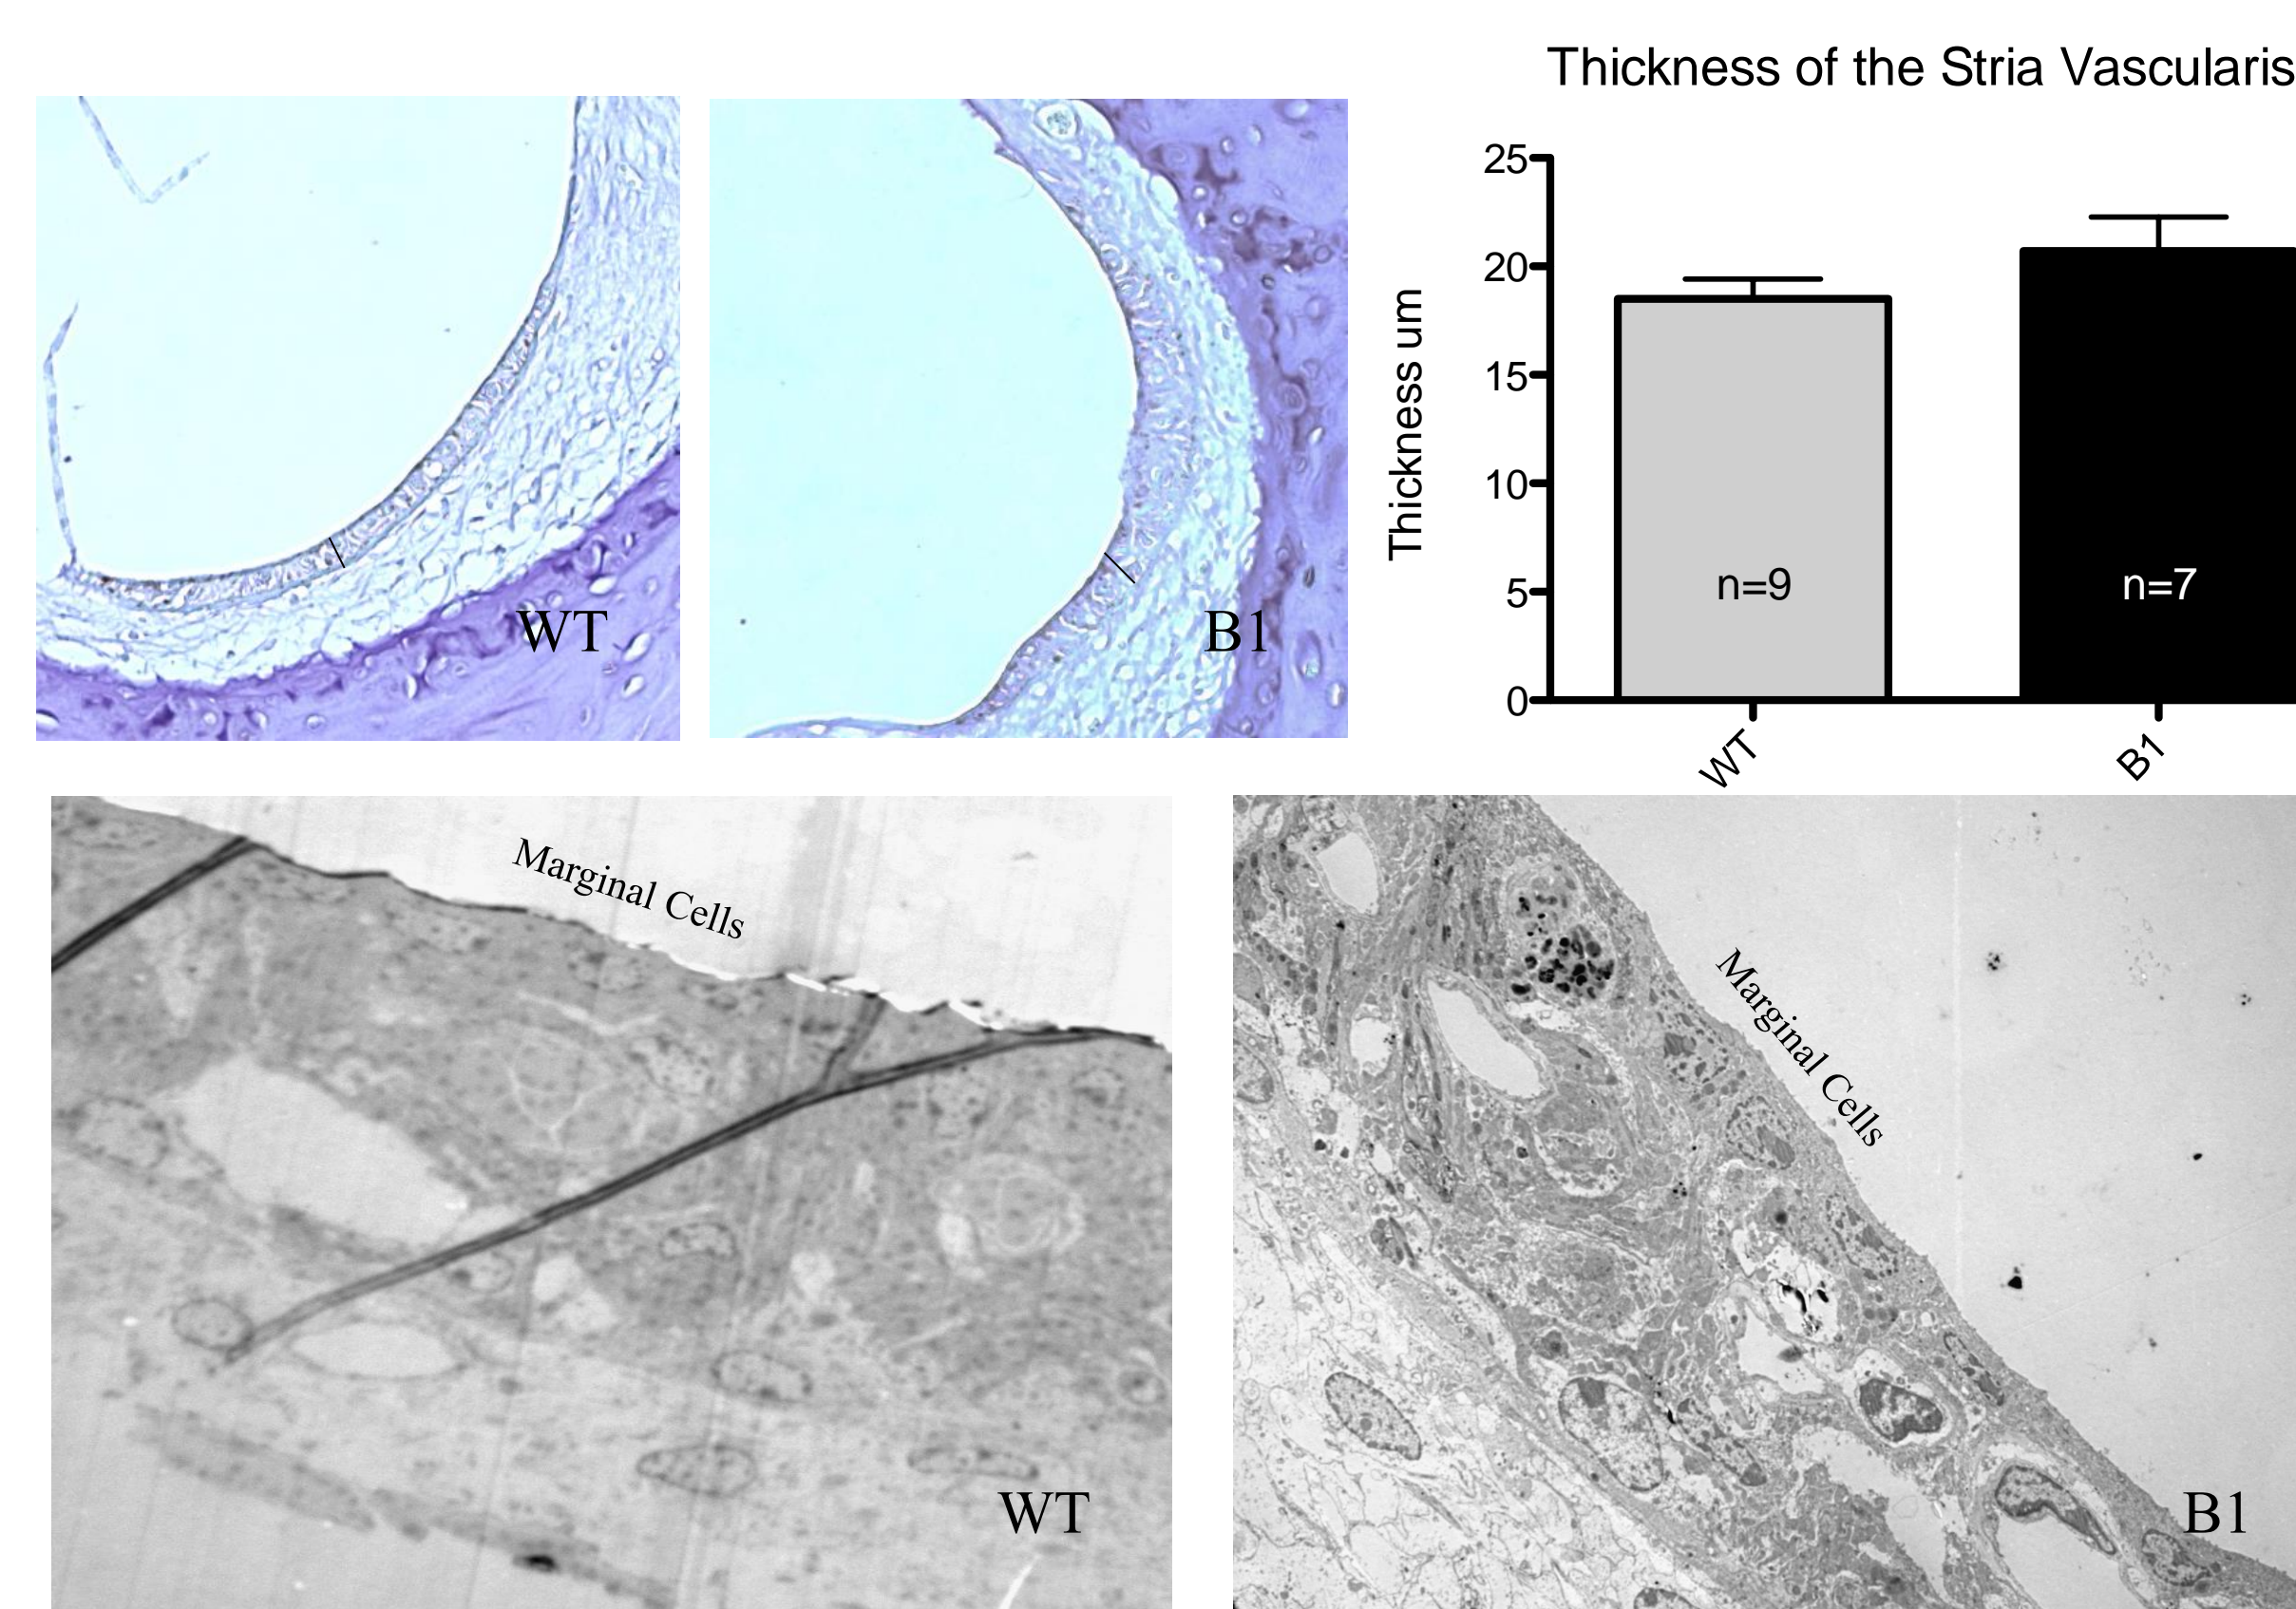 Thickness of the Stria Vascularis
Thickness um
25
20
15
10
5
0
n=9
n=7
WT
B1
WT
B1
Marginal Cells
WT
Marginal Cells
B1